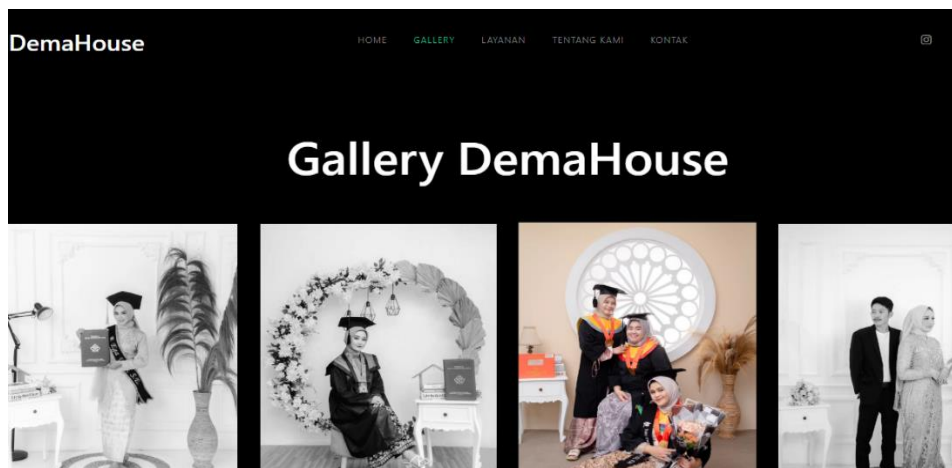 DemaHouse
HOME GALLERY LAYANAN TENTANG KAMI KONTAK
Gallery DemaHouse